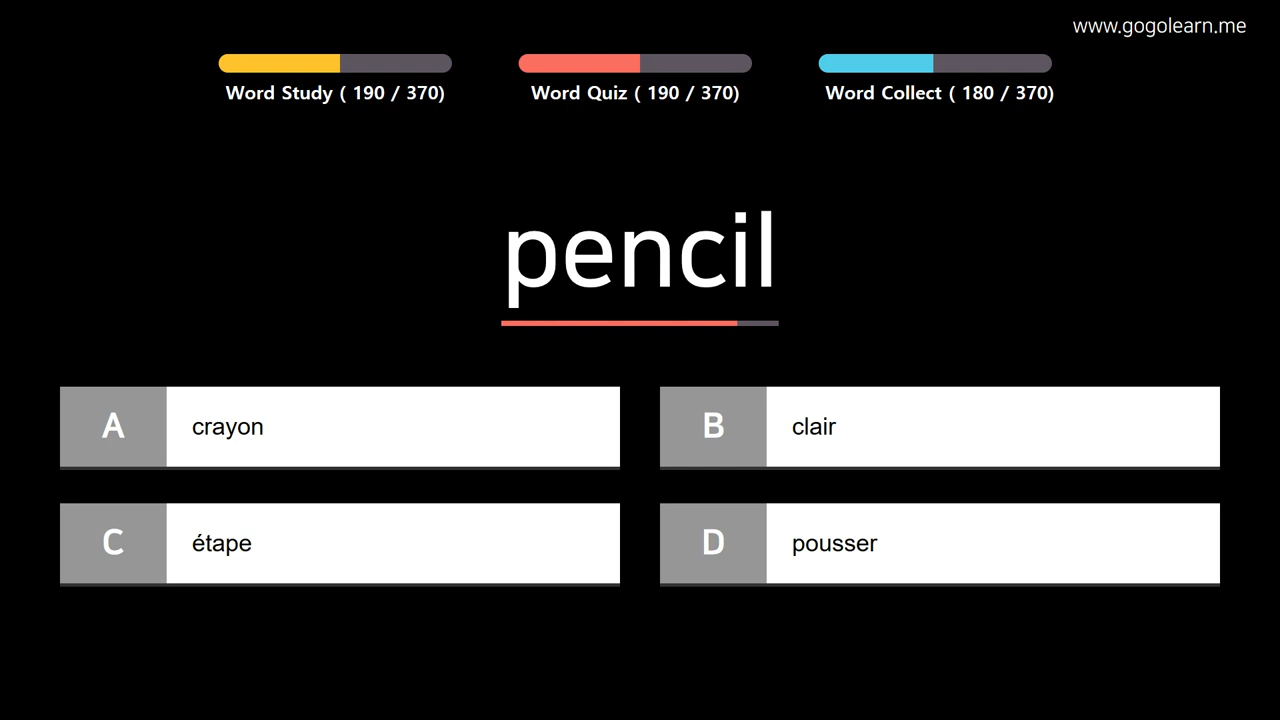 www.gogolearn.me
Word Study ( 190 / 370)
Word Quiz ( 190 / 370)
Word Collect ( 180 / 370)
pencil
A crayon
B clair
C étape
D pousser